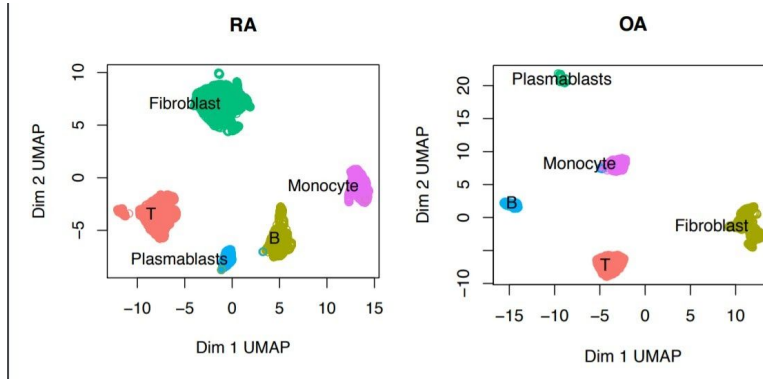 RA
OA
Dim 2 UMAP
10
5
0
−5
Fibroblast
Monocyte
T
B
Plasmablasts
−10
−5
0
5
10
15
Dim 1 UMAP
Dim 2 UMAP
20
15
10
5
0
−10
Plasmablasts
Monocyte
B
Fibroblast
T
−15
−10
−5
0
5
10
Dim 1 UMAP